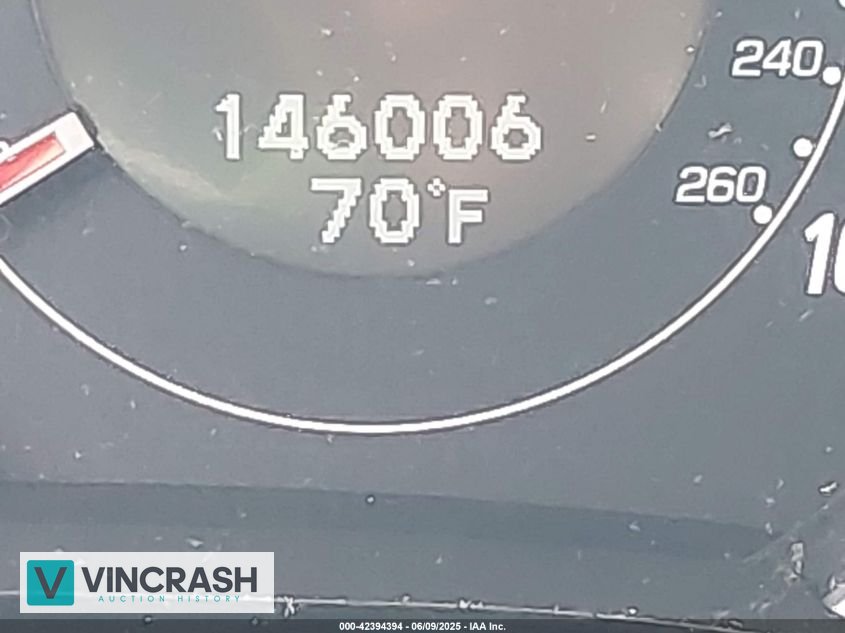 240
146006
260
70°F
VINCRASH
AUCTION HISTORY
000-42394394 - 06/09/2025 - IAA Inc.